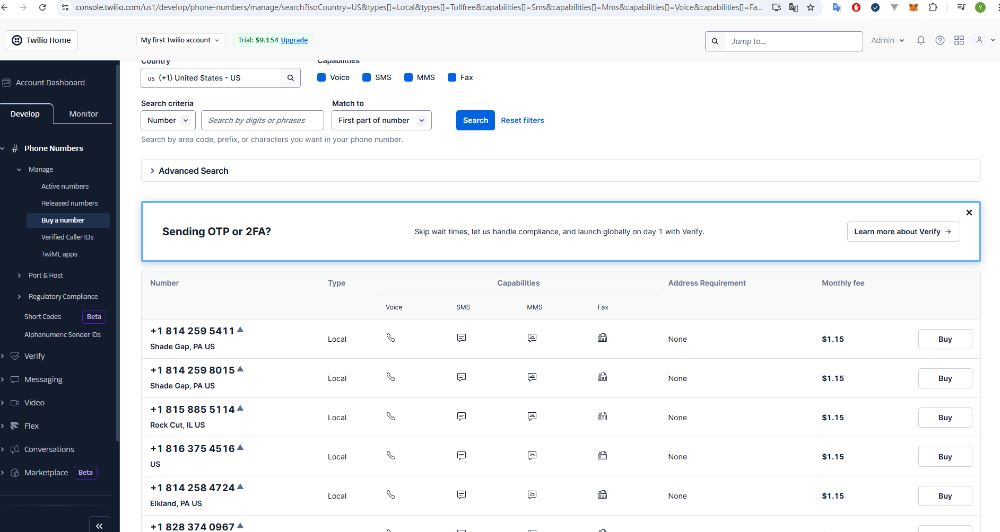 console.twilio.com/us1/develop/phone-numbers/manage/search?isoCountry=US&types[]=Local&types[]=Tollfree&capabilities[]=Sms&capabilities[]=Mms&capabilities[]=Voice&capabilities[]=Fa...
Y
Twilio Home
My first Twilio account
Trial: $9.154 Upgrade
Jump to...
Admin
Account Dashboard
Develop
Monitor
# Phone Numbers
Manage
Active numbers
Released numbers
Buy a number
Verified Caller IDs
TwiML apps
Port & Host
Regulatory Compliance
Short Codes Beta
Alphanumeric Sender IDs
Verify
Messaging
Video
Flex
Conversations
Marketplace Beta
Country
Capabilities
US (+1) United States - US
Voice SMS MMS Fax
Search criteria
Match to
Number
Search by digits or phrases
First part of number
Search
Reset filters
Search by area code, prefix, or characters you want in your phone number.
Advanced Search
Sending OTP or 2FA?
Skip wait times, let us handle compliance, and launch globally on day 1 with Verify.
Learn more about Verify →
Number Type Capabilities Address Requirement Monthly fee
Voice SMS MMS Fax
+1 814 259 5411
Shade Gap, PA US
Local None $1.15 Buy
+1 814 259 8015
Shade Gap, PA US
Local None $1.15 Buy
+1 815 885 5114
Rock Cut, IL US
Local None $1.15 Buy
+1 816 375 4516
US
Local None $1.15 Buy
+1 814 258 4724
Elkland, PA US
Local None $1.15 Buy
+1 828 374 0967